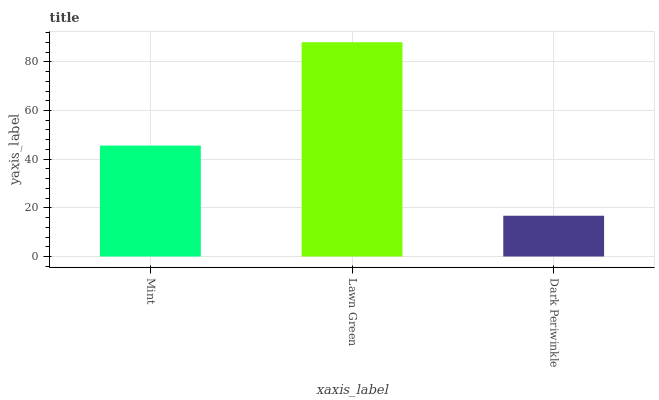 title
yaxis_label
80
60
40
20
0
Mint
Lawn Green
Dark Periwinkle
xaxis_label